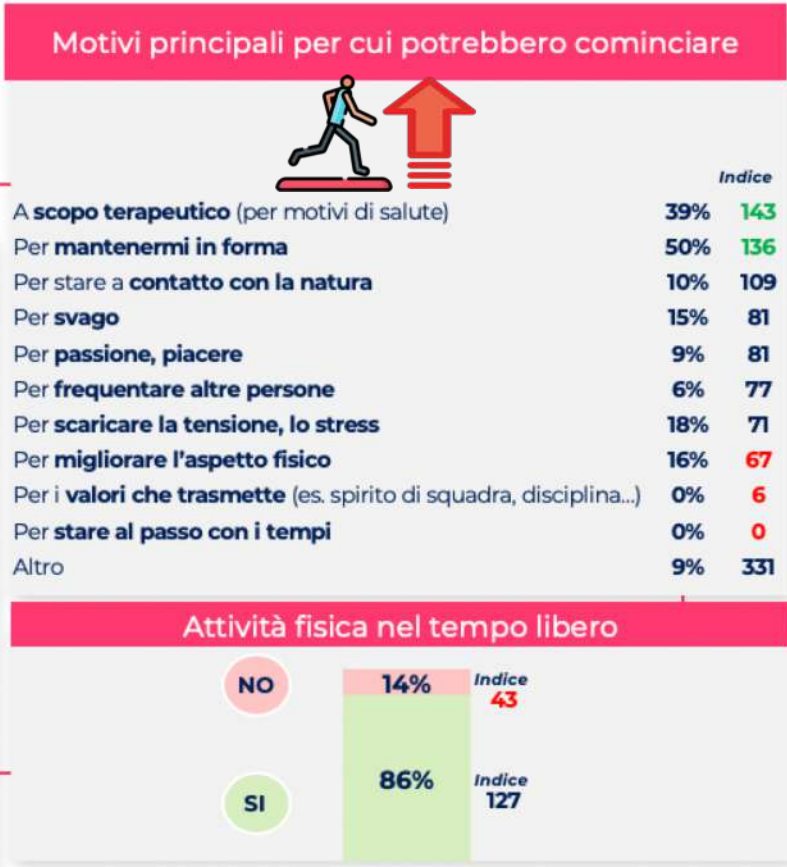 Motivi principali per cui potrebbero cominciare
Indice
A scopo terapeutico (per motivi di salute) 39% 143
Per mantenermi in forma 50% 136
Per stare a contatto con la natura 10% 109
Per svago 15% 81
Per passione, piacere 9% 81
Per frequentare altre persone 6% 77
Per scaricare la tensione, lo stress 18% 71
Per migliorare l'aspetto fisico 16% 67
Per i valori che trasmette (es. spirito di squadra, disciplina...) 0% 6
Per stare al passo con i tempi 0% 0
Altro 9% 331
Attività fisica nel tempo libero
NO 14% Indice
43
86% Indice
SI 127